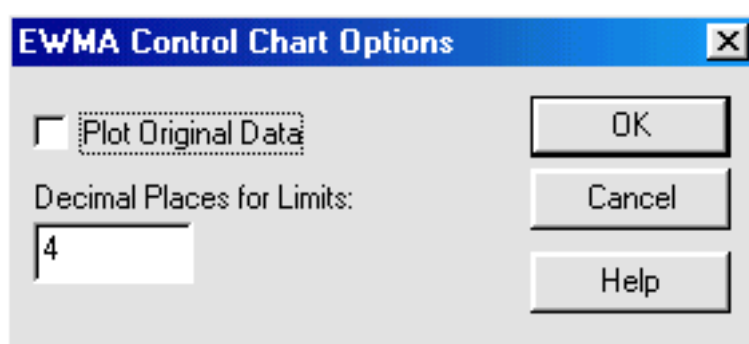 EWMA Control Chart Options
Plot Original Data
OK
Decimal Places for Limits:
Cancel
4
Help